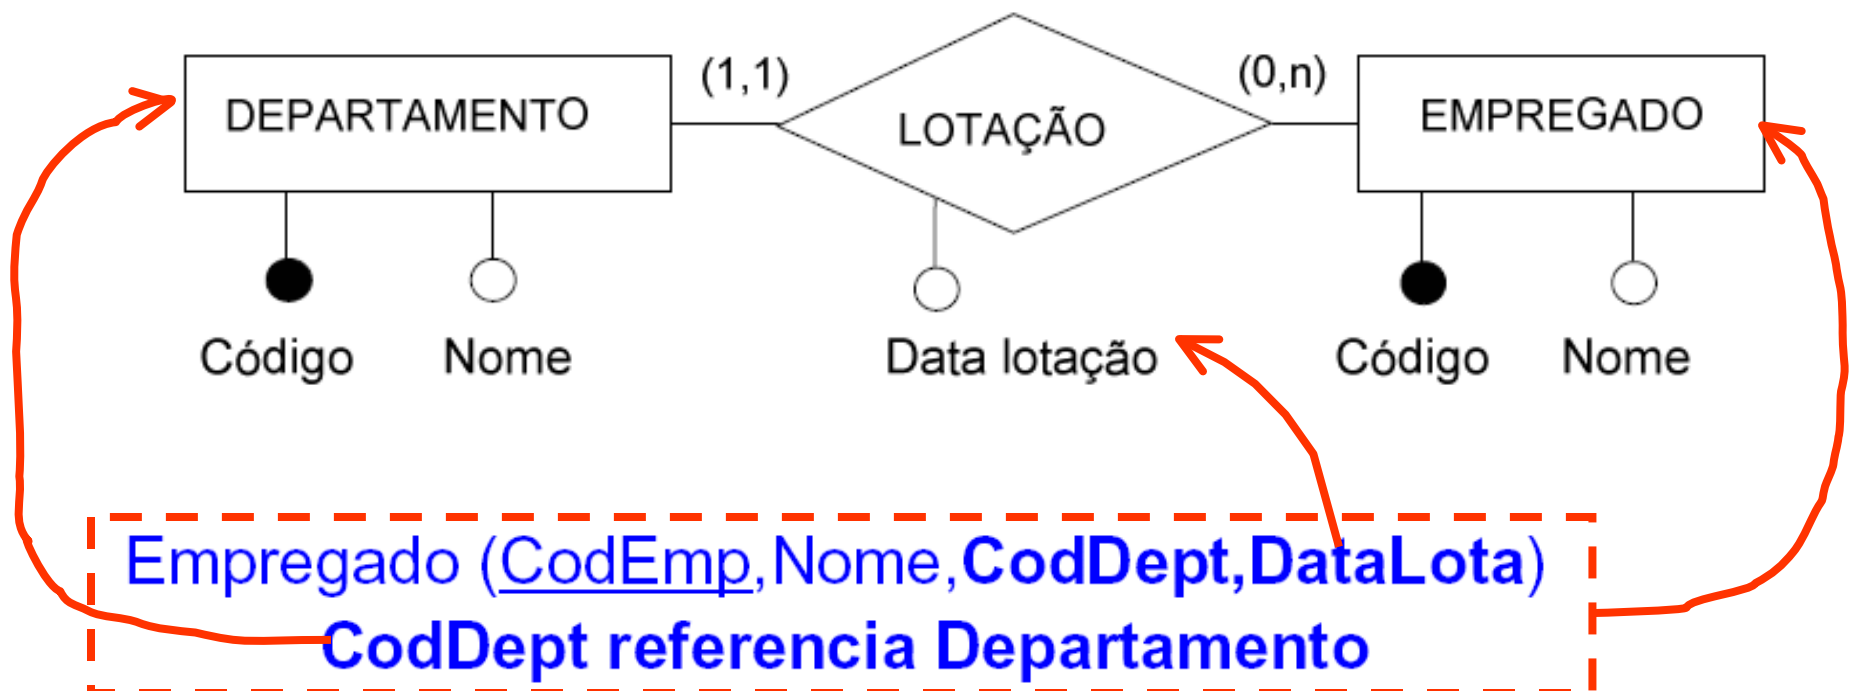 (1,1)
(0,n)
DEPARTAMENTO
LOTAÇÃO
EMPREGADO
Código
Nome
Data lotação
Código
Nome
Empregado (CodEmp,Nome,CodDept,DataLota)
CodDept referencia Departamento